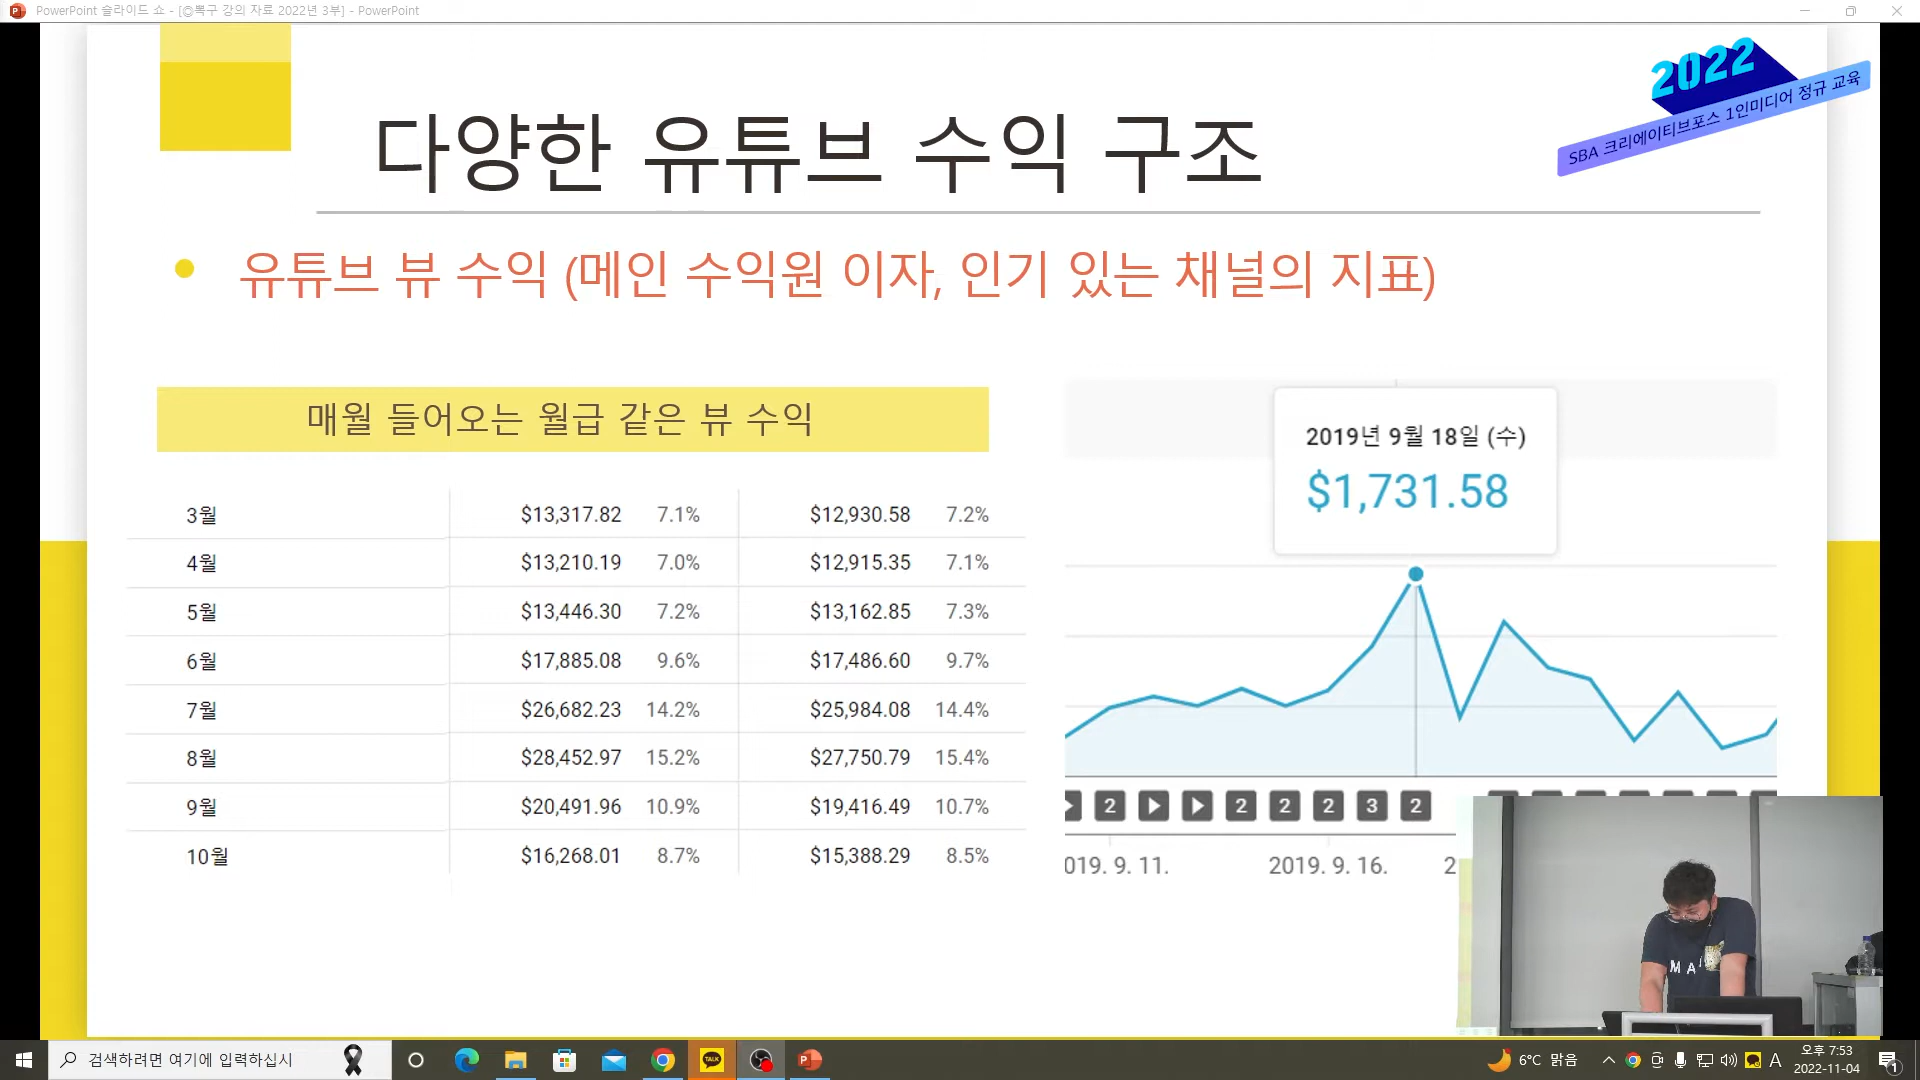 PowerPoint 슬라이드 쇼 - [◎뽁구 강의 자료 2022년 3부] - PowerPoint
2022
SBA 크리에이티브포스 1인미디어 정규 교육
다양한 유튜브 수익 구조
유튜브 뷰 수익 (메인 수익원 이자, 인기 있는 채널의 지표)
매월 들어오는 월급 같은 뷰 수익
3월 $13,317.82 7.1% $12,930.58 7.2%
4월 $13,210.19 7.0% $12,915.35 7.1%
5월 $13,446.30 7.2% $13,162.85 7.3%
6월 $17,885.08 9.6% $17,486.60 9.7%
7월 $26,682.23 14.2% $25,984.08 14.4%
8월 $28,452.97 15.2% $27,750.79 15.4%
9월 $20,491.96 10.9% $19,416.49 10.7%
10월 $16,268.01 8.7% $15,388.29 8.5%
2019년 9월 18일 (수)
$1,731.58
2 2 2 2 3 2
019. 9. 11. 2019. 9. 16. 2
검색하려면 여기에 입력하십시
TALK
6°C 맑음
A
오후 7:53
2022-11-04
1